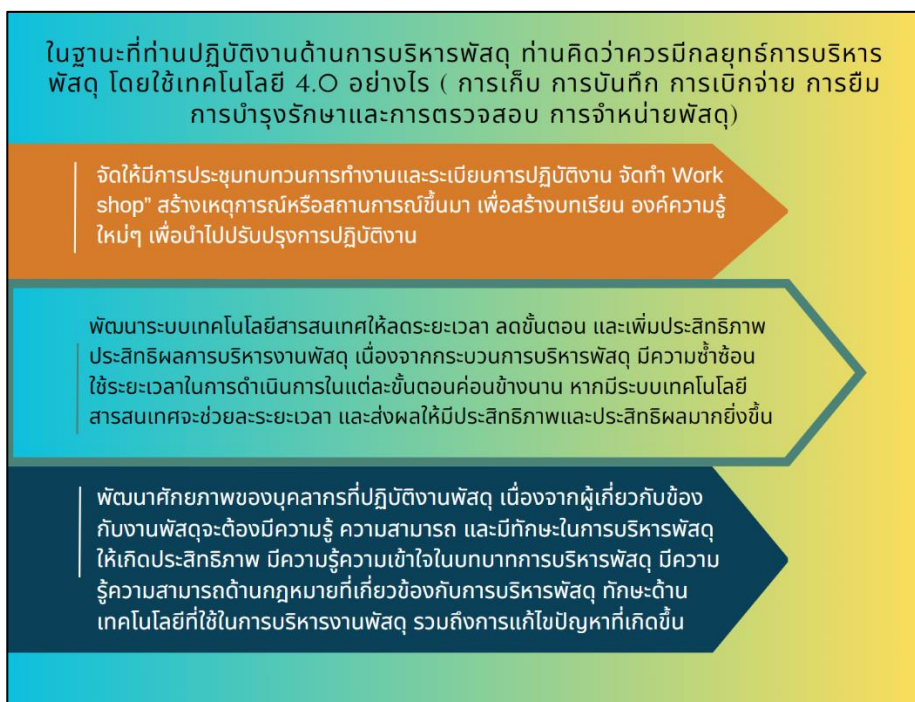 ในฐานะที่ท่านปฏิบัติงานด้านการบริหารพัสดุ ท่านคิดว่าควรมีกลยุทธ์การบริหาร
พัสดุ โดยใช้เทคโนโลยี 4.0 อย่างไร ( การเก็บ การบันทึก การเบิกจ่าย การยืม
การบำรุงรักษาและการตรวจสอบ การจำหน่ายพัสดุ)
จัดให้มีการประชุมทบทวนการทำงานและระเบียบการปฏิบัติงาน จัดทำ Work
shop" สร้างเหตุการณ์หรือสถานการณ์ขึ้นมา เพื่อสร้างบทเรียน องค์ความรู้
ใหม่ๆ เพื่อนำไปปรับปรุงการปฏิบัติงาน
พัฒนาระบบเทคโนโลยีสารสนเทศให้ลดระยะเวลา ลดขั้นตอน และเพิ่มประสิทธิภาพ
ประสิทธิผลการบริหารงานพัสดุ เนื่องจากกระบวนการบริหารพัสดุ มีความซ้ำซ้อน
ใช้ระยะเวลาในการดำเนินการในแต่ละขั้นตอนค่อนข้างนาน หากมีระบบเทคโนโลยี
สารสนเทศจะช่วยละระยะเวลา และส่งผลให้มีประสิทธิภาพและประสิทธิผลมากยิ่งขึ้น
พัฒนาศักยภาพของบุคลากรที่ปฏิบัติงานพัสดุ เนื่องจากผู้เกี่ยวกับข้อง
กับงานพัสดุจะต้องมีความรู้ ความสามารถ และมีทักษะในการบริหารพัสดุ
ให้เกิดประสิทธิภาพ มีความรู้ความเข้าใจในบทบาทการบริหารพัสดุ มีความ
รู้ความสามารถด้านกฎหมายที่เกี่ยวข้องกับการบริหารพัสดุ ทักษะด้าน
เทคโนโลยีที่ใช้ในการบริหารงานพัสดุ รวมถึงการแก้ไขปัญหาที่เกิดขึ้น